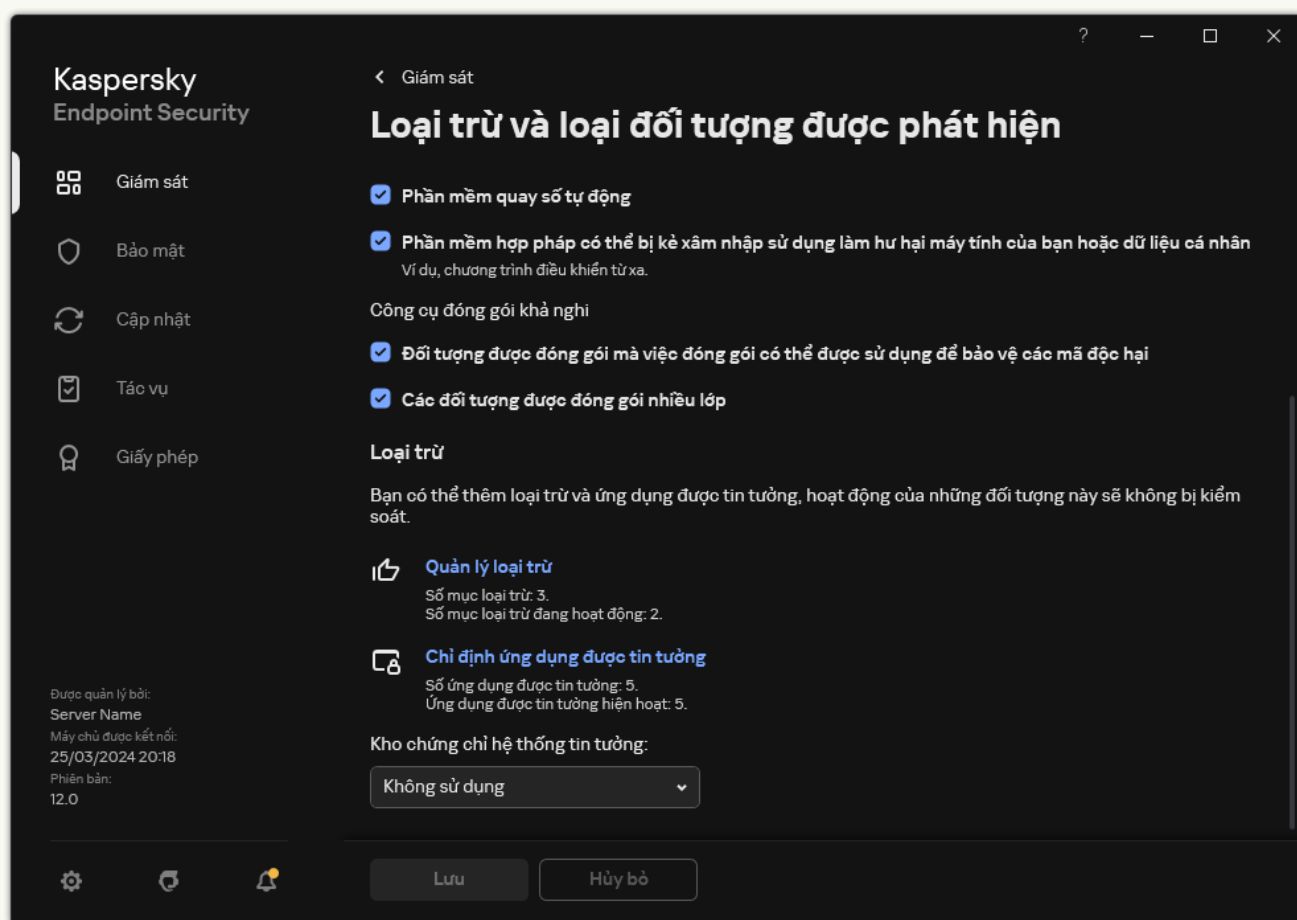 ?
Kaspersky
Endpoint Security
Giám sát
Bảo mật
Cập nhật
Tác vụ
Giấy phép
Được quản lý bởi:
Server Name
Máy chủ được kết nối:
25/03/2024 20:18
Phiên bản:
12.0
Giám sát
Loại trừ và loại đối tượng được phát hiện
Phần mềm quay số tự động
Phần mềm hợp pháp có thể bị kẻ xâm nhập sử dụng làm hư hại máy tính của bạn hoặc dữ liệu cá nhân
Ví dụ, chương trình điều khiển từ xa.
Công cụ đóng gói khả nghi
Đối tượng được đóng gói mà việc đóng gói có thể được sử dụng để bảo vệ các mã độc hại
Các đối tượng được đóng gói nhiều lớp
Loại trừ
Bạn có thể thêm loại trừ và ứng dụng được tin tưởng, hoạt động của những đối tượng này sẽ không bị kiểm
soát.
Quản lý loại trừ
Số mục loại trừ: 3.
Số mục loại trừ đang hoạt động: 2.
Chỉ định ứng dụng được tin tưởng
Số ứng dụng được tin tưởng: 5.
Ứng dụng được tin tưởng hiện hoạt: 5.
Kho chứng chỉ hệ thống tin tưởng:
Không sử dụng
Lưu
Hủy bỏ